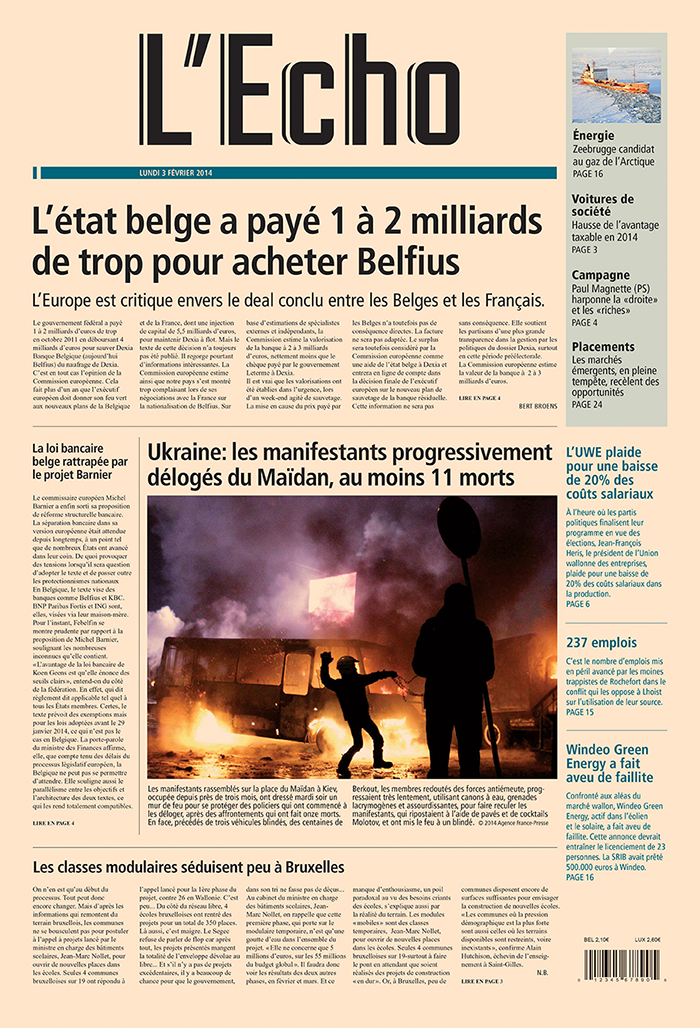 L'Echo
LUNDI 3 FÉVRIER 2014
L'état belge a payé 1 à 2 milliards
de trop pour acheter Belfius
L'Europe est critique envers le deal conclu entre les Belges et les Français.
Le gouvernement fédéral a payé
1 à 2 milliards d'euros de trop
en octobre 2011 en déboursant 4
milliards d'euros pour sauver Dexia
Banque Belgique (aujourd'hui
Belfius) du naufrage de Dexia.
C'est en tout cas l'opinion de la
Commission européenne. Cela
fait plus d'un an que l'exécutif
européen doit donner son feu vert
aux nouveaux plans de la Belgique
et de la France, dont une injection
de capital de 5,5 milliards d'euros,
pour maintenir Dexia à flot. Mais le
texte de cette décision n'a toujours
pas été publié. Il regorge pourtant
d'informations intéressantes. La
Commission européenne estime
ainsi que notre pays s'est montré
trop complaisant lors de ses
négociations avec la France sur
la nationalisation de Belfius. Sur
base d'estimations de spécialistes
externes et indépendants, la
Commission estime la valorisation
de la banque à 2 à 3 milliards
d'euros, nettement moins que le
chèque payé par le gouvernement
Leterme à Dexia.
Il est vrai que les valorisations ont
été établies dans l'urgence, lors
d'un week-end agité de sauvetage.
La mise en cause du prix payé par
les Belges n'a toutefois pas de
conséquence directes. La facture
ne sera pas adaptée. Le surplus
sera toutefois considéré par la
Commission européenne comme
une aide de l'état belge à Dexia et
entrera en ligne de compte dans
la décision finale de l'exécutif
européen sur le nouveau plan de
sauvetage de la banque résiduelle.
Cette information ne sera pas
sans conséquence. Elle soutient
les partisans d'une plus grande
transparence dans la gestion par les
politiques du dossier Dexia, surtout
en cette période préélectorale.
La Commission européenne estime
la valeur de la banque à 2 à 3
milliards d'euros.
LIRE EN PAGE 4
BERT BROENS
Énergie
Zeebrugge candidat
au gaz de l'Arctique
PAGE 16
Voitures de
société
Hausse de l'avantage
taxable en 2014
PAGE 3
Campagne
Paul Magnette (PS)
harponne la «droite»
et les «riches»
PAGE 4
Placements
Les marchés
émergents, en pleine
tempête, recèlent des
opportunités
PAGE 24
La loi bancaire
belge rattrapée par
le projet Barnier
Le commissaire européen Michel
Barnier a enfin sorti sa proposition
de réforme structurelle bancaire.
La séparation bancaire dans sa
version européenne était attendue
depuis longtemps, à un point tel
que de nombreux États ont avancé
dans leur coin. De quoi provoquer
des tensions lorsqu'il sera question
d'adopter le texte et de passer outre
les protectionnismes nationaux
En Belgique, le texte vise des
banques comme Belfius et KBC.
BNP Paribas Fortis et ING sont,
elles, visées via leur maison-mère.
Pour l'instant, Febelfin se
montre prudente par rapport à la
proposition de Michel Barnier,
soulignant les nombreuses
inconnues qu'elle contient.
«L'avantage de la loi bancaire de
Koen Geens est qu'elle énonce des
seuils clairs», entend-on du côté
de la fédération. En effet, qui dit
règlement dit applicable tel quel à
tous les États membres. Certes, le
texte prévoit des exemptions mais
pour les lois adoptées avant le 29
janvier 2014, ce qui n'est pas le
cas en Belgique. La porte-parole
du ministre des Finances affirme,
elle, que compte tenu des délais du
processus législatif européen, la
Belgique ne peut pas se permettre
d'attendre. Elle souligne aussi le
parallélisme entre les objectifs et
l'architecture des deux textes, ce
qui les rend totalement compatibles.
LIRE EN PAGE 4
Ukraine: les manifestants progressivement
délogés du Maïdan, au moins 11 morts
Les manifestants rassemblés sur la place du Maïdan à Kiev,
occupée depuis près de trois mois, ont dressé mardi soir un
mur de feu pour se protéger des policiers qui ont commencé à
les déloger, après des affrontements qui ont fait onze morts.
En face, précédés de trois véhicules blindés, des centaines de
Berkout, les membres redoutés des forces antiémeute, prog-
ressaient très lentement, utilisant canons à eau, grenades
lacrymogènes et assourdissantes, pour faire reculer les
manifestants, qui ripostaient à l'aide de pavés et de cocktails
Molotov, et ont mis le feu à un blindé. © 2014 Agence France-Presse
L'UWE plaide
pour une baisse
de 20% des
coûts salariaux
À l'heure où les partis
politiques finalisent leur
programme en vue des
élections, Jean-François
Heris, le président de l'Union
wallonne des entreprises,
plaide pour une baisse de
20% des coûts salariaux dans
la production.
PAGE 6
237 emplois
C'est le nombre d'emplois mis
en péril avancé par les moines
trappistes de Rochefort dans le
conflit qui les oppose à Lhoist
sur l'utilisation de leur source.
PAGE 15
Windeo Green
Energy a fait
aveu de faillite
Confronté aux aléas du
marché wallon, Windeo Green
Energy, actif dans l'éolien
et le solaire, a fait aveu de
faillite. Cette annonce devrait
entraîner le licenciement de 23
personnes. La SRIB avait prêté
500.000 euros à Windeo.
PAGE 16
Les classes modulaires séduisent peu à Bruxelles
On n'en est qu'au début du
processus. Tout peut donc
encore changer. Mais d'après les
informations qui remontent du
terrain bruxellois, les communes
ne se bousculent pas pour postuler
à l'appel à projets lancé par le
ministre en charge des bâtiments
scolaires, Jean-Marc Nollet, pour
ouvrir de nouvelles places dans
les écoles. Seules 4 communes
bruxelloises sur 19 ont répondu à
l'appel lancé pour la 1ère phase du
projet, contre 26 en Wallonie. C'est
peu... Du côté du réseau libre, 4
écoles bruxelloises ont rentré des
projets pour un total de 350 places.
Là aussi, c'est maigre. Le Segec
refuse de parler de flop car après
tout, les projets présentés mangent
la totalité de l'enveloppe dévolue au
libre... Et s'il n'y a pas de projets
excédentaires, il y a beaucoup de
chance pour que le gouvernement,
dans son tri ne fasse pas de déçus...
Au cabinet du ministre en charge
des bâtiments scolaires, Jean-
Marc Nollet, on rappelle que cette
première phase, qui porte sur le
modulaire temporaire, n'est qu'une
goutte d'eau dans l'ensemble du
projet. «Elle ne concerne que 5
millions d'euros, sur les 55 millions
du budget global». Il faudra donc
voir les résultats des deux autres
phases, en février et mars. Et ce
manque d'enthousiasme, un poil
paradoxal au vu des besoins criants
des écoles, s'explique aussi par
la réalité du terrain. Les modules
«mobiles» sont des classes
temporaires, Jean-Marc Nollet,
pour ouvrir de nouvelles places
dans les écoles. Seules 4 communes
bruxelloises sur 19-surtout à faire
le pont en attendant que soient
réalisés des projets de construction
«en dur». Or, à Bruxelles, peu de
communes disposent encore de
surfaces suffisantes pour envisager
la construction de nouvelles écoles.
«Les communes où la pression
démographique est la plus forte
sont aussi celles où les terrains
disponibles sont restreints, voire
inexistants», confirme Alain
Hutchison, échevin de l'enseign-
ement à Saint-Gilles.
N.B.
LIRE EN PAGE 3
BEL 2,10€
LUX 2,60€
0 12345 67890 0